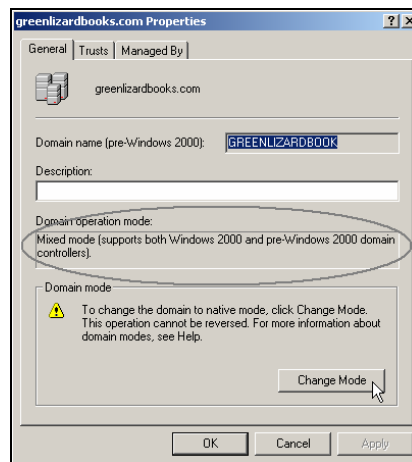 greenlizardbooks.com Properties
General Trusts Managed By
greenlizardbooks.com
Domain name (pre-Windows 2000): GREENLIZARDBOOK
Description:
Domain operation mode:
Mixed mode (supports both Windows 2000 and pre-Windows 2000 domain
controllers).
Domain mode
To change the domain to native mode, click Change Mode.
This operation cannot be reversed. For more information about
domain modes, see Help.
Change Mode
OK Cancel Apply